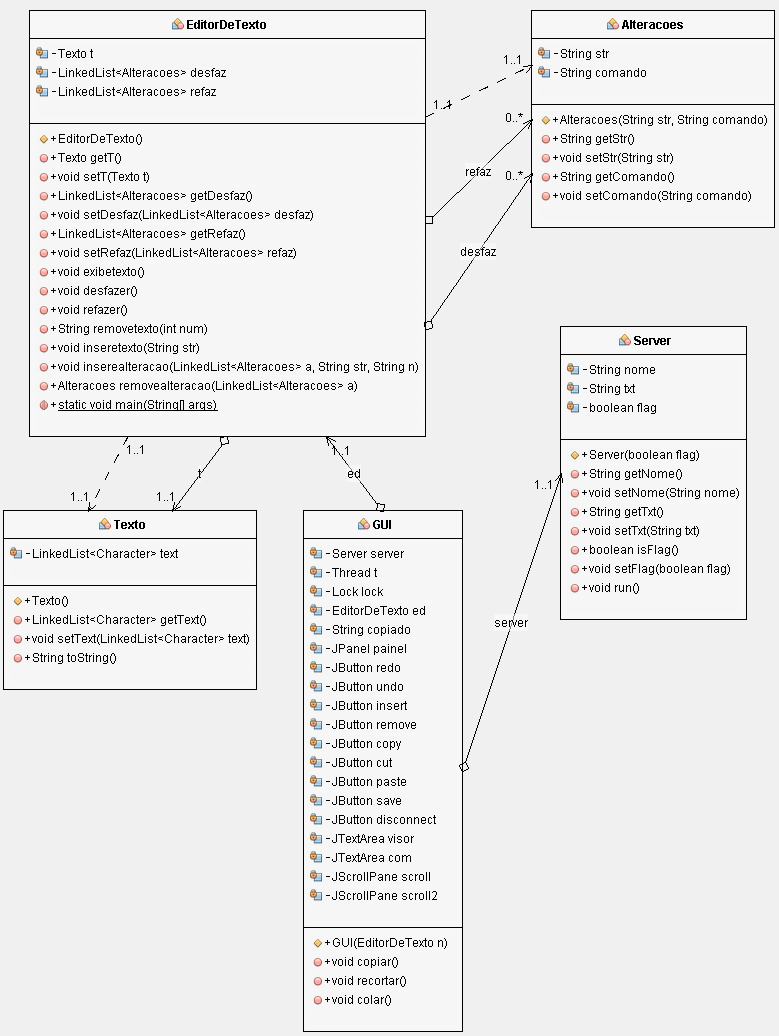 EditorDeTexto
- Texto t
- LinkedList<Alteracoes> desfaz
- LinkedList<Alteracoes> refaz
+ EditorDeTexto()
+ Texto getT()
+ void setT(Texto t)
+ LinkedList<Alteracoes> getDesfaz()
+ void setDesfaz(LinkedList<Alteracoes> desfaz)
+ LinkedList<Alteracoes> getRefaz()
+ void setRefaz(LinkedList<Alteracoes> refaz)
+ void exibetexto()
+ void desfazer()
+ void refazer()
+ String removetexto(int num)
+ void inseretexto(String str)
+ void inserealteracao(LinkedList<Alteracoes> a, String str, String n)
+ Alteracoes removealteracao(LinkedList<Alteracoes> a)
+ static void main(String[] args)
Alteracoes
- String str
- String comando
+ Alteracoes(String str, String comando)
+ String getStr()
+ void setStr(String str)
+ String getComando()
+ void setComando(String comando)
1..1
1..1
0..*
refaz
0..*
desfaz
Server
- String nome
- String txt
- boolean flag
+ Server(boolean flag)
+ String getNome()
+ void setNome(String nome)
+ String getTxt()
+ void setTxt(String txt)
+ boolean isFlag()
+ void setFlag(boolean flag)
+ void run()
1..1
1..1
t
1..1
1..1
ed
1..1
server
Texto
- LinkedList<Character> text
+ Texto()
+ LinkedList<Character> getText()
+ void setText(LinkedList<Character> text)
+ String toString()
GUI
- Server server
- Thread t
- Lock lock
- EditorDeTexto ed
- String copiado
- JPanel painel
- JButton redo
- JButton undo
- JButton insert
- JButton remove
- JButton copy
- JButton cut
- JButton paste
- JButton save
- JButton disconnect
- JTextArea visor
- JTextArea com
- JScrollPane scroll
- JScrollPane scroll2
+ GUI(EditorDeTexto n)
+ void copiar()
+ void recortar()
+ void colar()